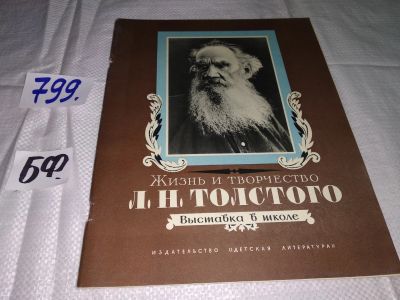 799.
БФ.
ЖИЗНЬ И ТВОРЧЕСТВО
Л. Н. ТОЛСТОГО
Выставка в школе
ИЗДАТЕЛЬСТВО «ДЕТСКАЯ ЛИТЕРАТУРА»